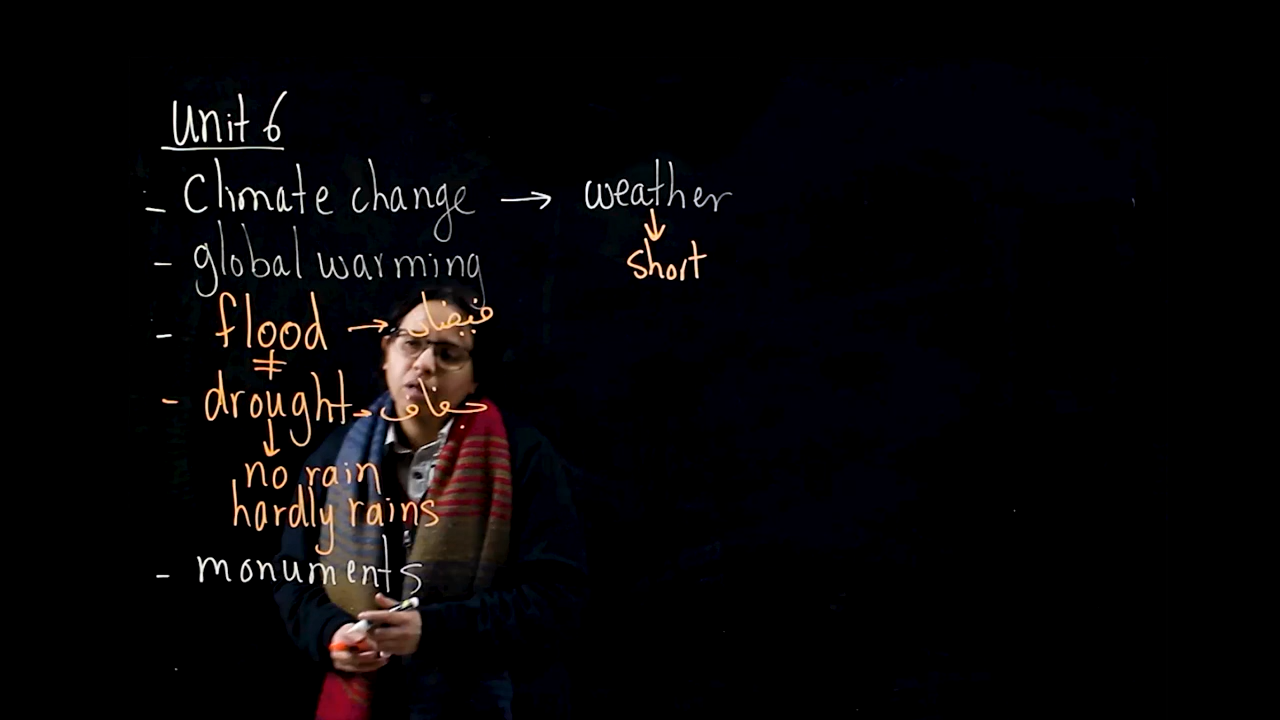 Unit 6
- Climate change → weather
↓
short
- global warming
- flood → فيضان
≠
- drought → جفاف
↓
no rain
hardly rains
- monuments